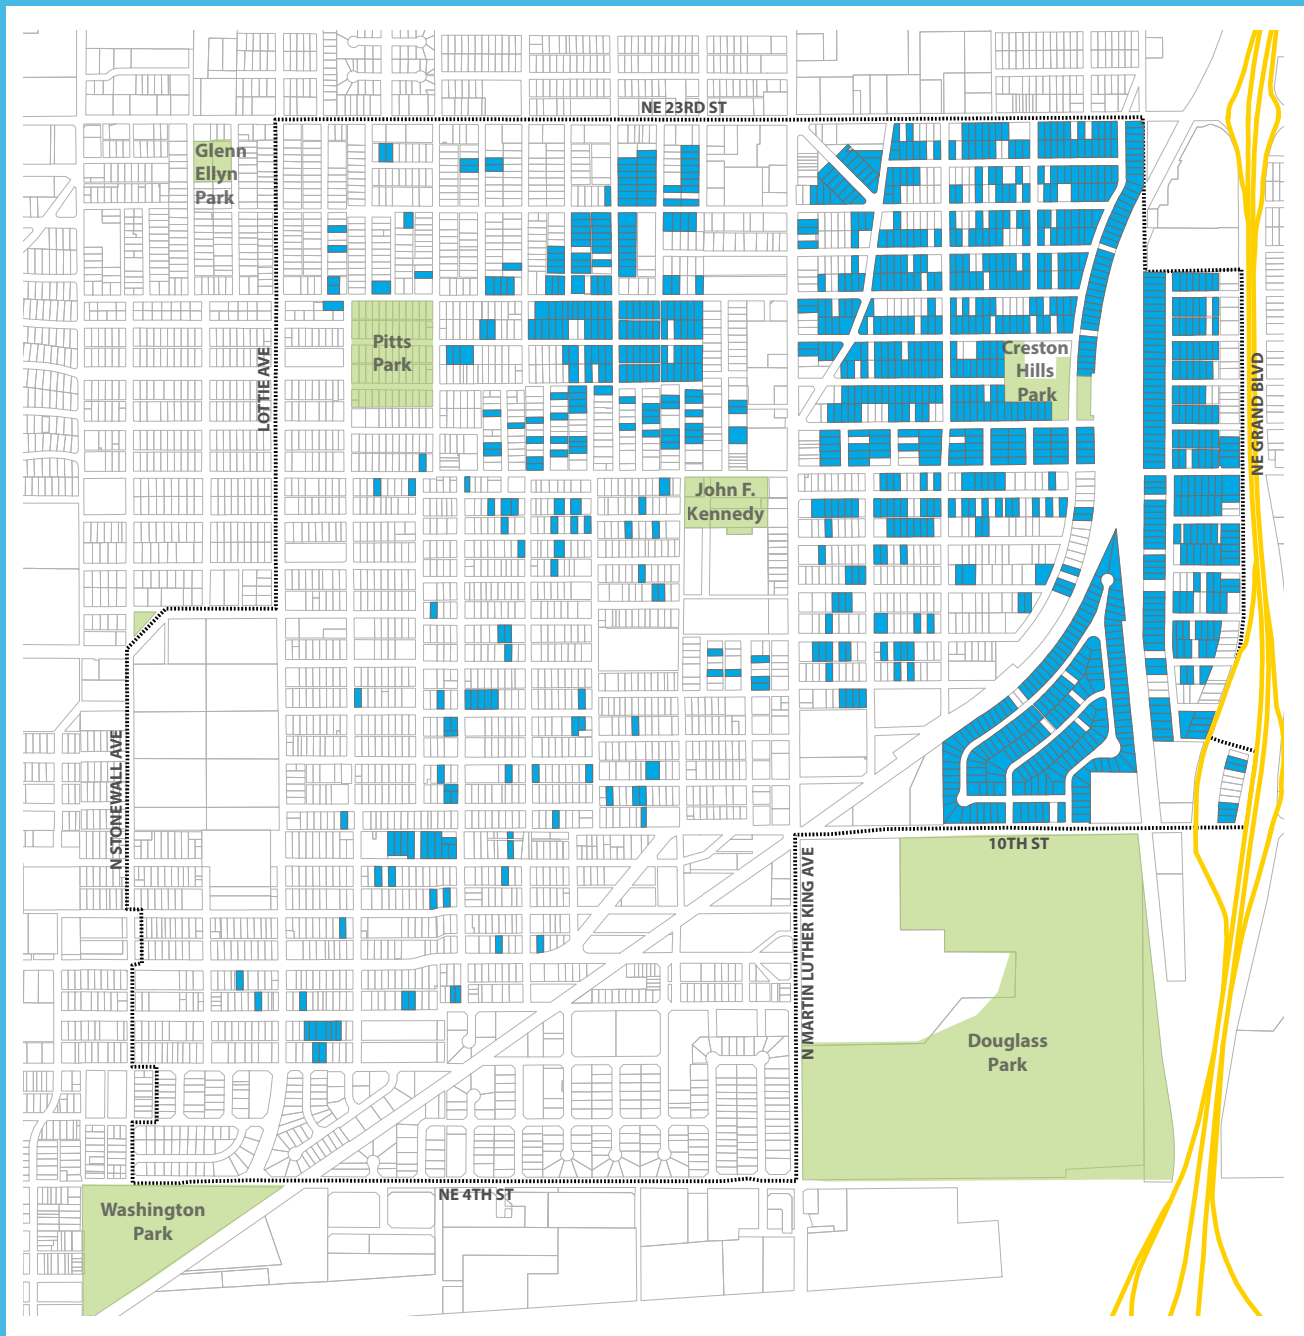 NE 23RD ST
Glenn
Ellyn
Park
Pitts
Park
LOTTIE AVE
Creston
Hills
Park
NE GRAND BLVD
John F.
Kennedy
N STONEWALL AVE
10TH ST
N MARTIN LUTHER KING AVE
Douglass
Park
NE 4TH ST
Washington
Park